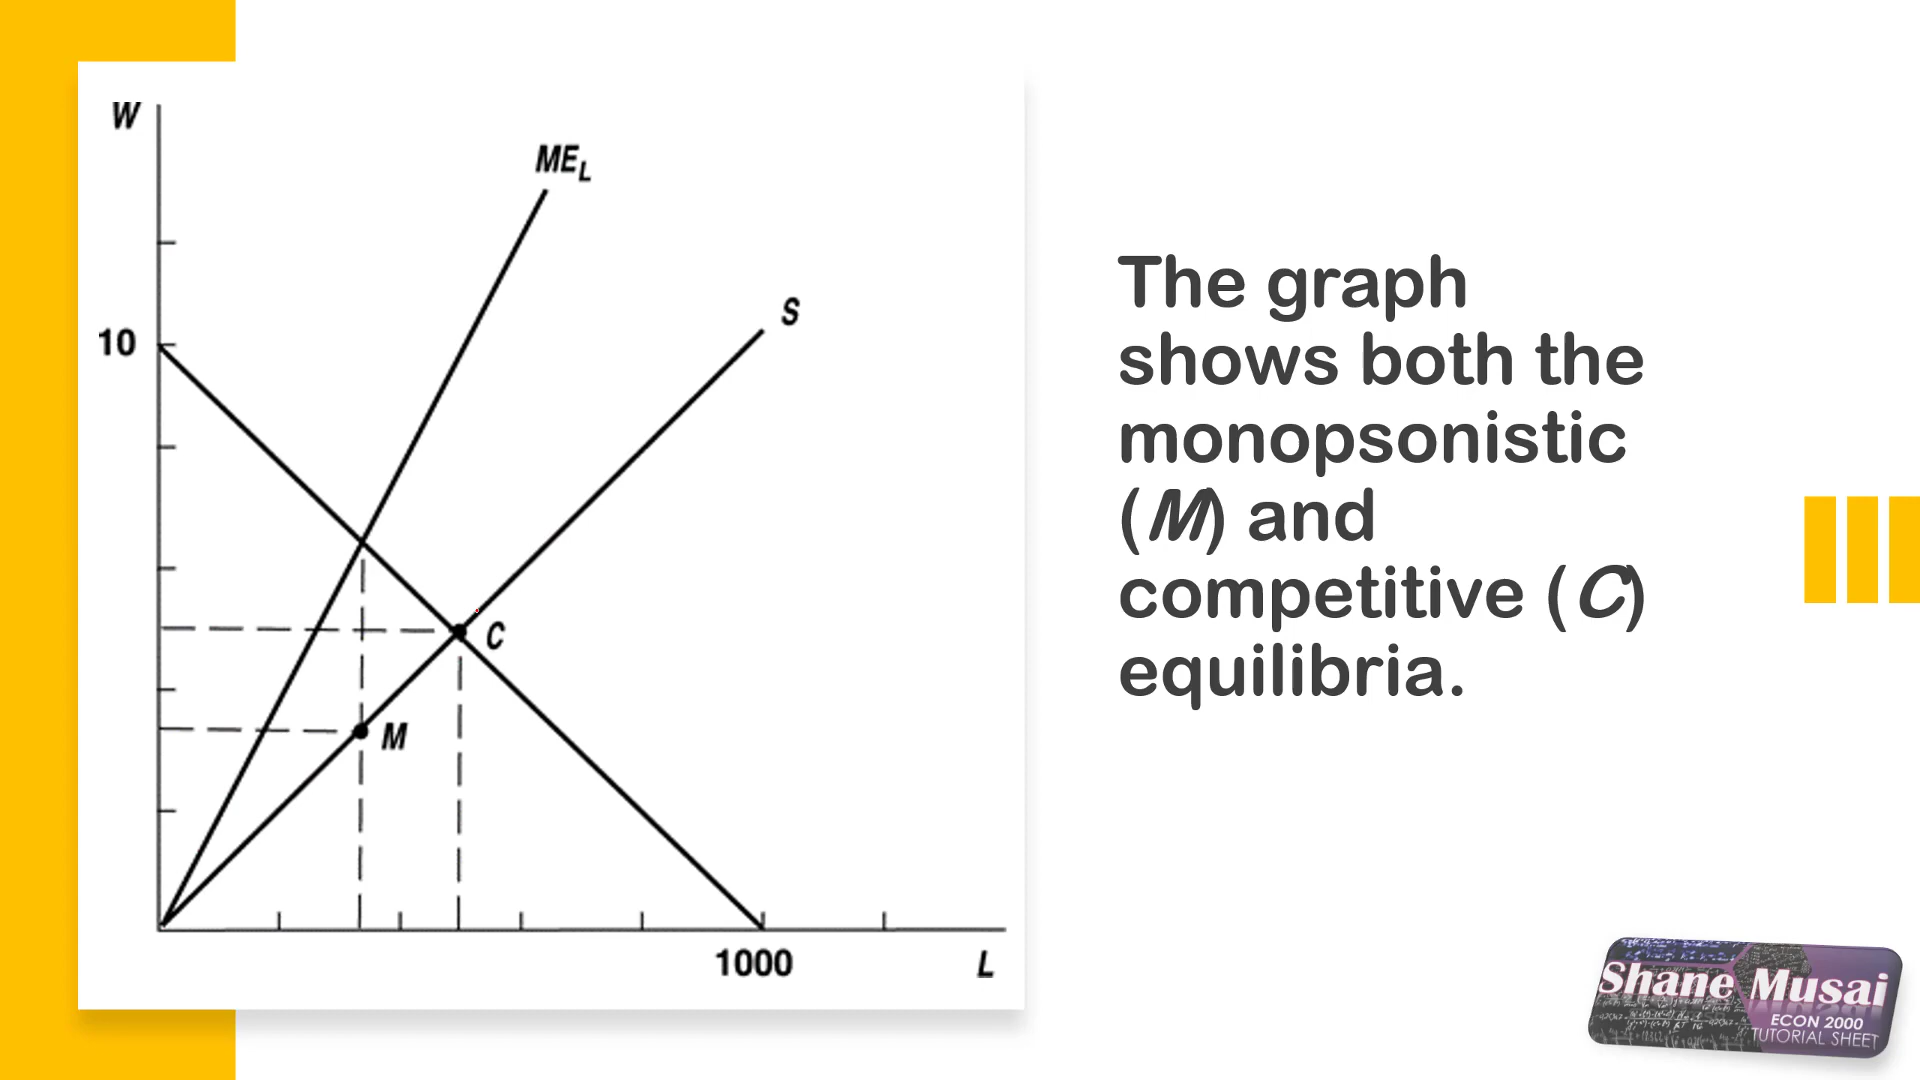 W
ME_L
S
10
C
M
1000
L
The graph
shows both the
monopsonistic
(M) and
competitive (C)
equilibria.
Shane Musai
ECON 2000
TUTORIAL SHEET